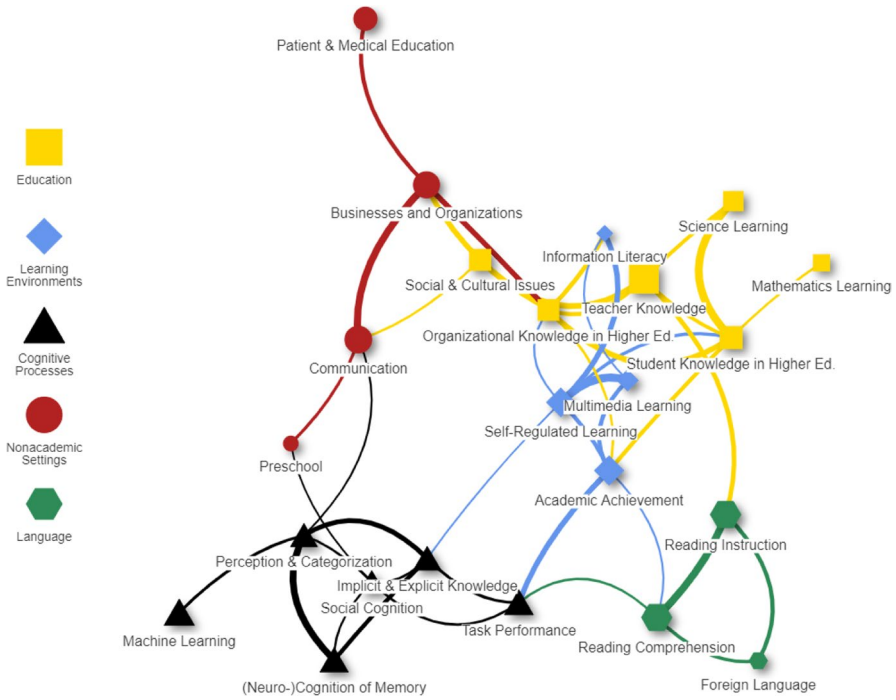 Patient & Medical Education
Education
Businesses and Organizations
Science Learning
Learning
Environments
Information Literacy
Social & Cultural Issues
Mathematics Learning
Teacher Knowledge
Organizational Knowledge in Higher Ed.
Cognitive
Processes
Communication
Student Knowledge in Higher Ed.
Multimedia Learning
Self-Regulated Learning
Nonacademic
Settings
Preschool
Academic Achievement
Language
Reading Instruction
Perception & Categorization
Implicit & Explicit Knowledge
Social Cognition
Machine Learning
Task Performance
Reading Comprehension
(Neuro-)Cognition of Memory
Foreign Language